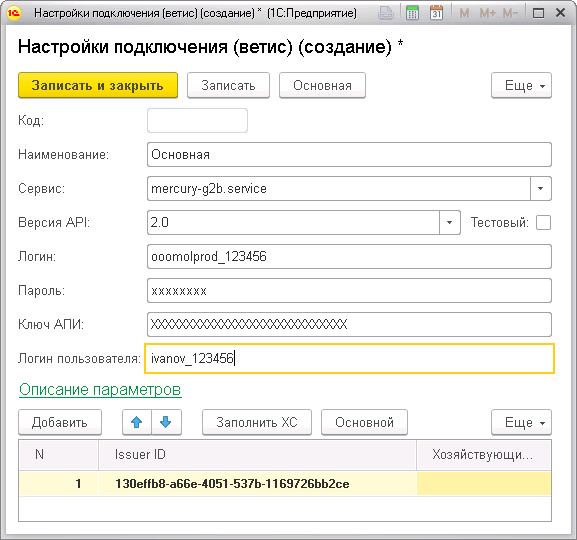 Настройки подключения (ветис) (создание) * (1С:Предприятие)
M M+ M-
Настройки подключения (ветис) (создание) *
Записать и закрыть Записать Основная Еще
Код:
Наименование: Основная
Сервис: mercury-g2b.service
Версия API: 2.0 Тестовый:
Логин: ooomolprod_123456
Пароль: xxxxxxxx
Ключ АПИ: XXXXXXXXXXXXXXXXXXXXXXXXXXXX
Логин пользователя: ivanov_123456
Описание параметров
Добавить Заполнить ХС Основной Еще
N Issuer ID Хозяйствующи...
1 130effb8-a66e-4051-537b-1169726bb2ce